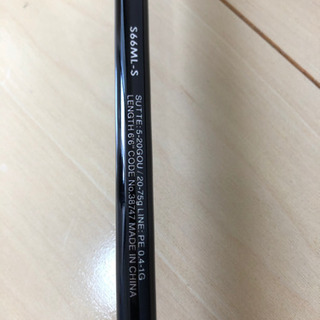 S66ML-S
SUTTE: 5-20GOU / 20-75g LINE: PE 0.4-1G
LENGTH 6'6" CODE No.38747 MADE IN
CHINA